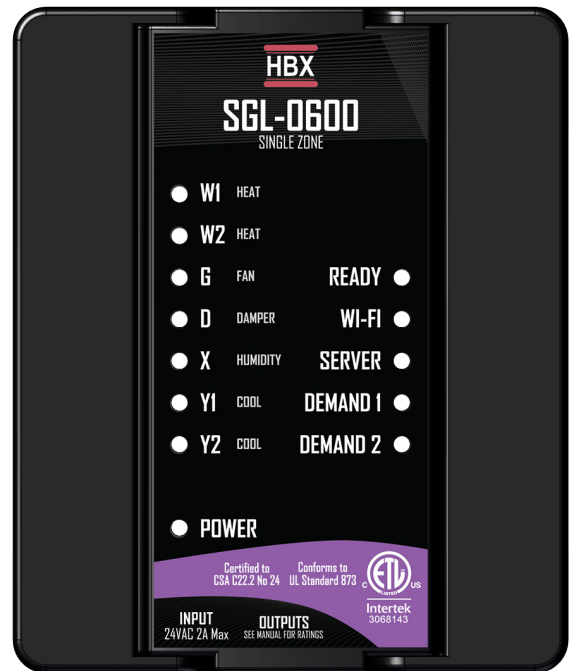 HBX
SGL-0600
SINGLE ZONE
W1 HEAT
W2 HEAT
G FAN READY
D DAMPER WI-FI
X HUMIDITY SERVER
Y1 COOL DEMAND 1
Y2 COOL DEMAND 2
POWER
Certified to
CSA C22.2 No 24
Conforms to
UL Standard 873
C ETL US
LISTED
Intertek
3068143
INPUT
24VAC 2A Max
OUTPUTS
SEE MANUAL FOR RATINGS